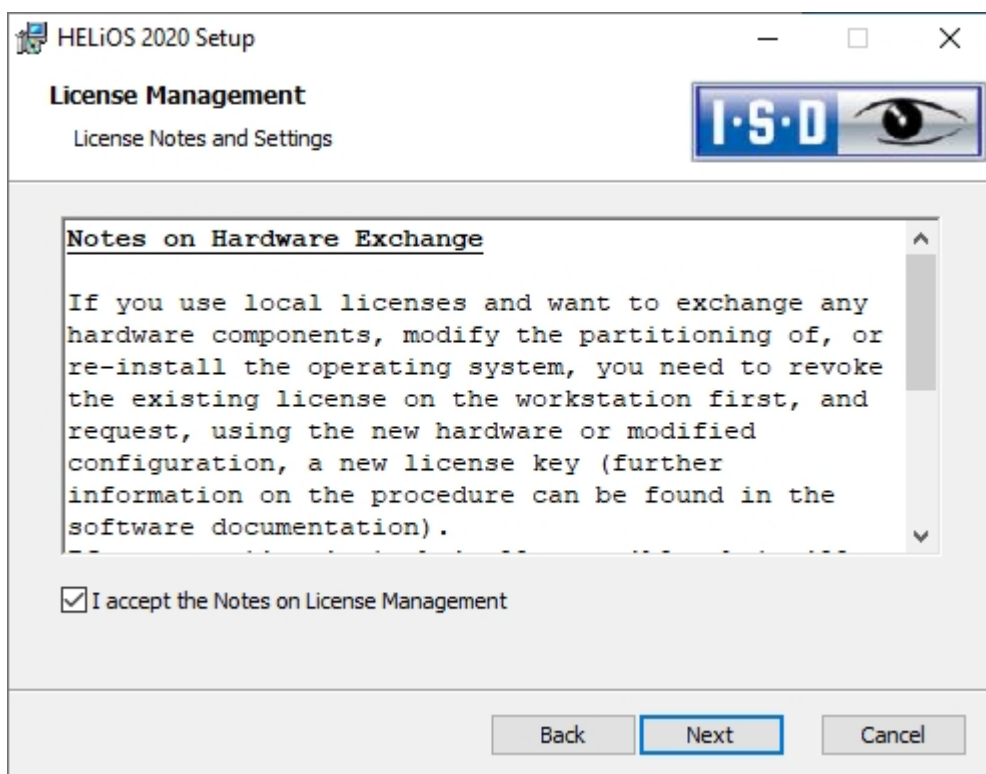 HELiOS 2020 Setup
License Management
License Notes and Settings
I·S·D
Notes on Hardware Exchange
If you use local licenses and want to exchange any
hardware components, modify the partitioning of, or
re-install the operating system, you need to revoke
the existing license on the workstation first, and
request, using the new hardware or modified
configuration, a new license key (further
information on the procedure can be found in the
software documentation).
I accept the Notes on License Management
Back
Next
Cancel